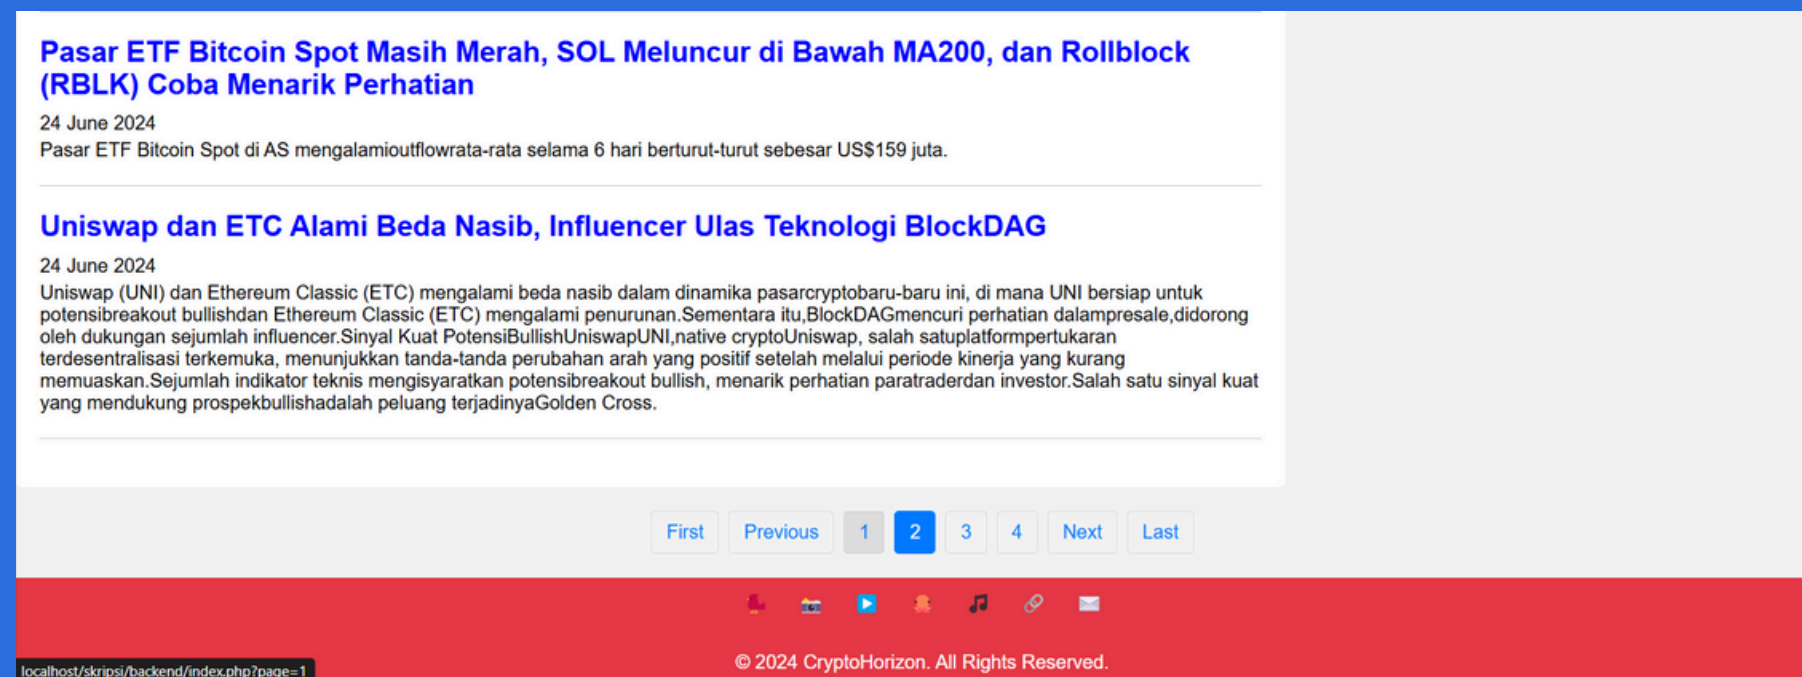 Pasar ETF Bitcoin Spot Masih Merah, SOL Meluncur di Bawah MA200, dan Rollblock
(RBLK) Coba Menarik Perhatian
24 June 2024
Pasar ETF Bitcoin Spot di AS mengalamioutflowrata-rata selama 6 hari berturut-turut sebesar US$159 juta.
Uniswap dan ETC Alami Beda Nasib, Influencer Ulas Teknologi BlockDAG
24 June 2024
Uniswap (UNI) dan Ethereum Classic (ETC) mengalami beda nasib dalam dinamika pasarcryptobaru-baru ini, di mana UNI bersiap untuk
potensibreakout bullishdan Ethereum Classic (ETC) mengalami penurunan.Sementara itu,BlockDAGmencuri perhatian dalampresale,didorong
oleh dukungan sejumlah influencer.Sinyal Kuat PotensiBullishUniswapUNI,native cryptoUniswap, salah satuplatformpertukaran
terdesentralisasi terkemuka, menunjukkan tanda-tanda perubahan arah yang positif setelah melalui periode kinerja yang kurang
memuaskan.Sejumlah indikator teknis mengisyaratkan potensibreakout bullish, menarik perhatian paratraderdan investor.Salah satu sinyal kuat
yang mendukung prospekbullishadalah peluang terjadinyaGolden Cross.
First Previous 1 2 3 4 Next Last
© 2024 CryptoHorizon. All Rights Reserved.
localhost/skripsi/backend/index.php?page=1